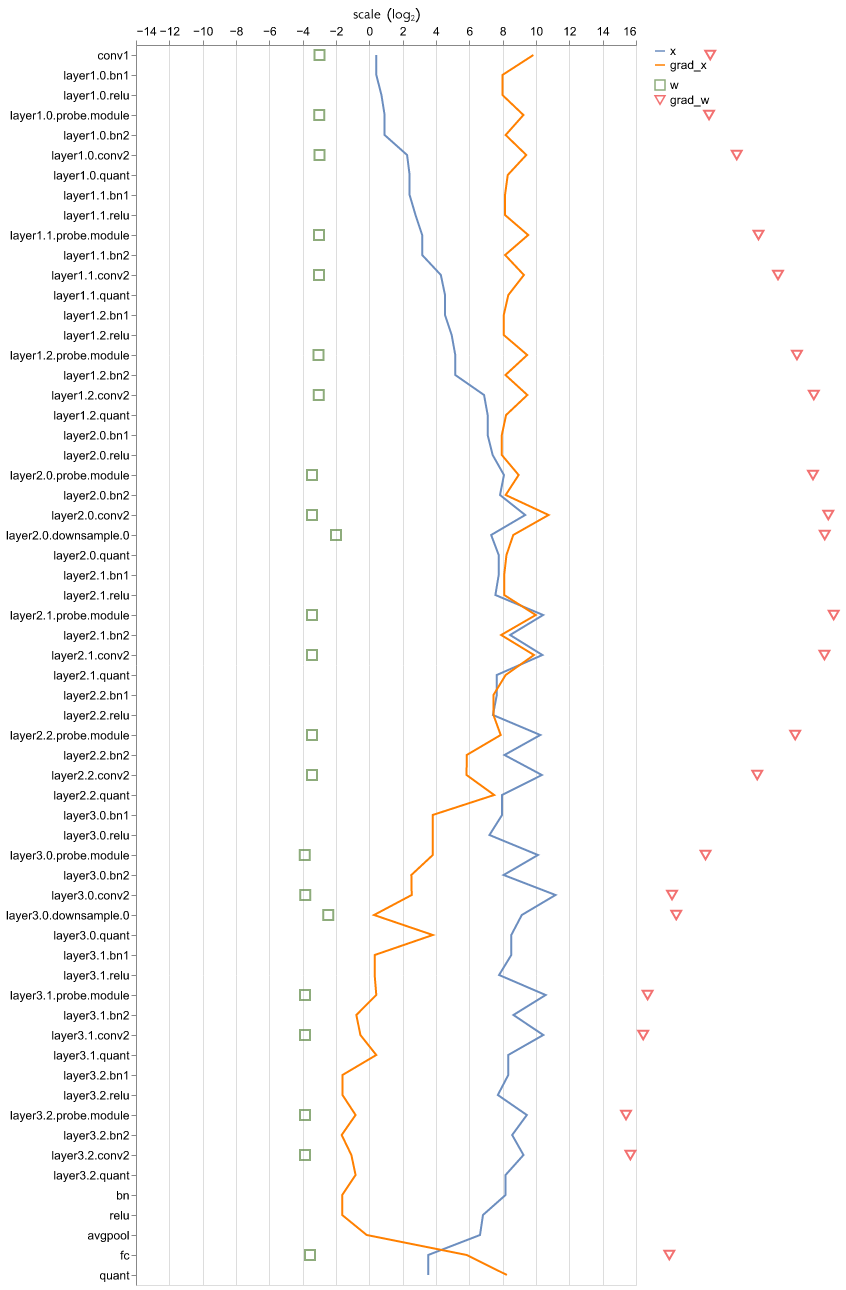 scale (log₂)
−14 −12 −10 −8 −6 −4 −2 0 2 4 6 8 10 12 14 16
conv1
layer1.0.bn1
layer1.0.relu
layer1.0.probe.module
layer1.0.bn2
layer1.0.conv2
layer1.0.quant
layer1.1.bn1
layer1.1.relu
layer1.1.probe.module
layer1.1.bn2
layer1.1.conv2
layer1.1.quant
layer1.2.bn1
layer1.2.relu
layer1.2.probe.module
layer1.2.bn2
layer1.2.conv2
layer1.2.quant
layer2.0.bn1
layer2.0.relu
layer2.0.probe.module
layer2.0.bn2
layer2.0.conv2
layer2.0.downsample.0
layer2.0.quant
layer2.1.bn1
layer2.1.relu
layer2.1.probe.module
layer2.1.bn2
layer2.1.conv2
layer2.1.quant
layer2.2.bn1
layer2.2.relu
layer2.2.probe.module
layer2.2.bn2
layer2.2.conv2
layer2.2.quant
layer3.0.bn1
layer3.0.relu
layer3.0.probe.module
layer3.0.bn2
layer3.0.conv2
layer3.0.downsample.0
layer3.0.quant
layer3.1.bn1
layer3.1.relu
layer3.1.probe.module
layer3.1.bn2
layer3.1.conv2
layer3.1.quant
layer3.2.bn1
layer3.2.relu
layer3.2.probe.module
layer3.2.bn2
layer3.2.conv2
layer3.2.quant
bn
relu
avgpool
fc
quant
x
grad_x
w
grad_w